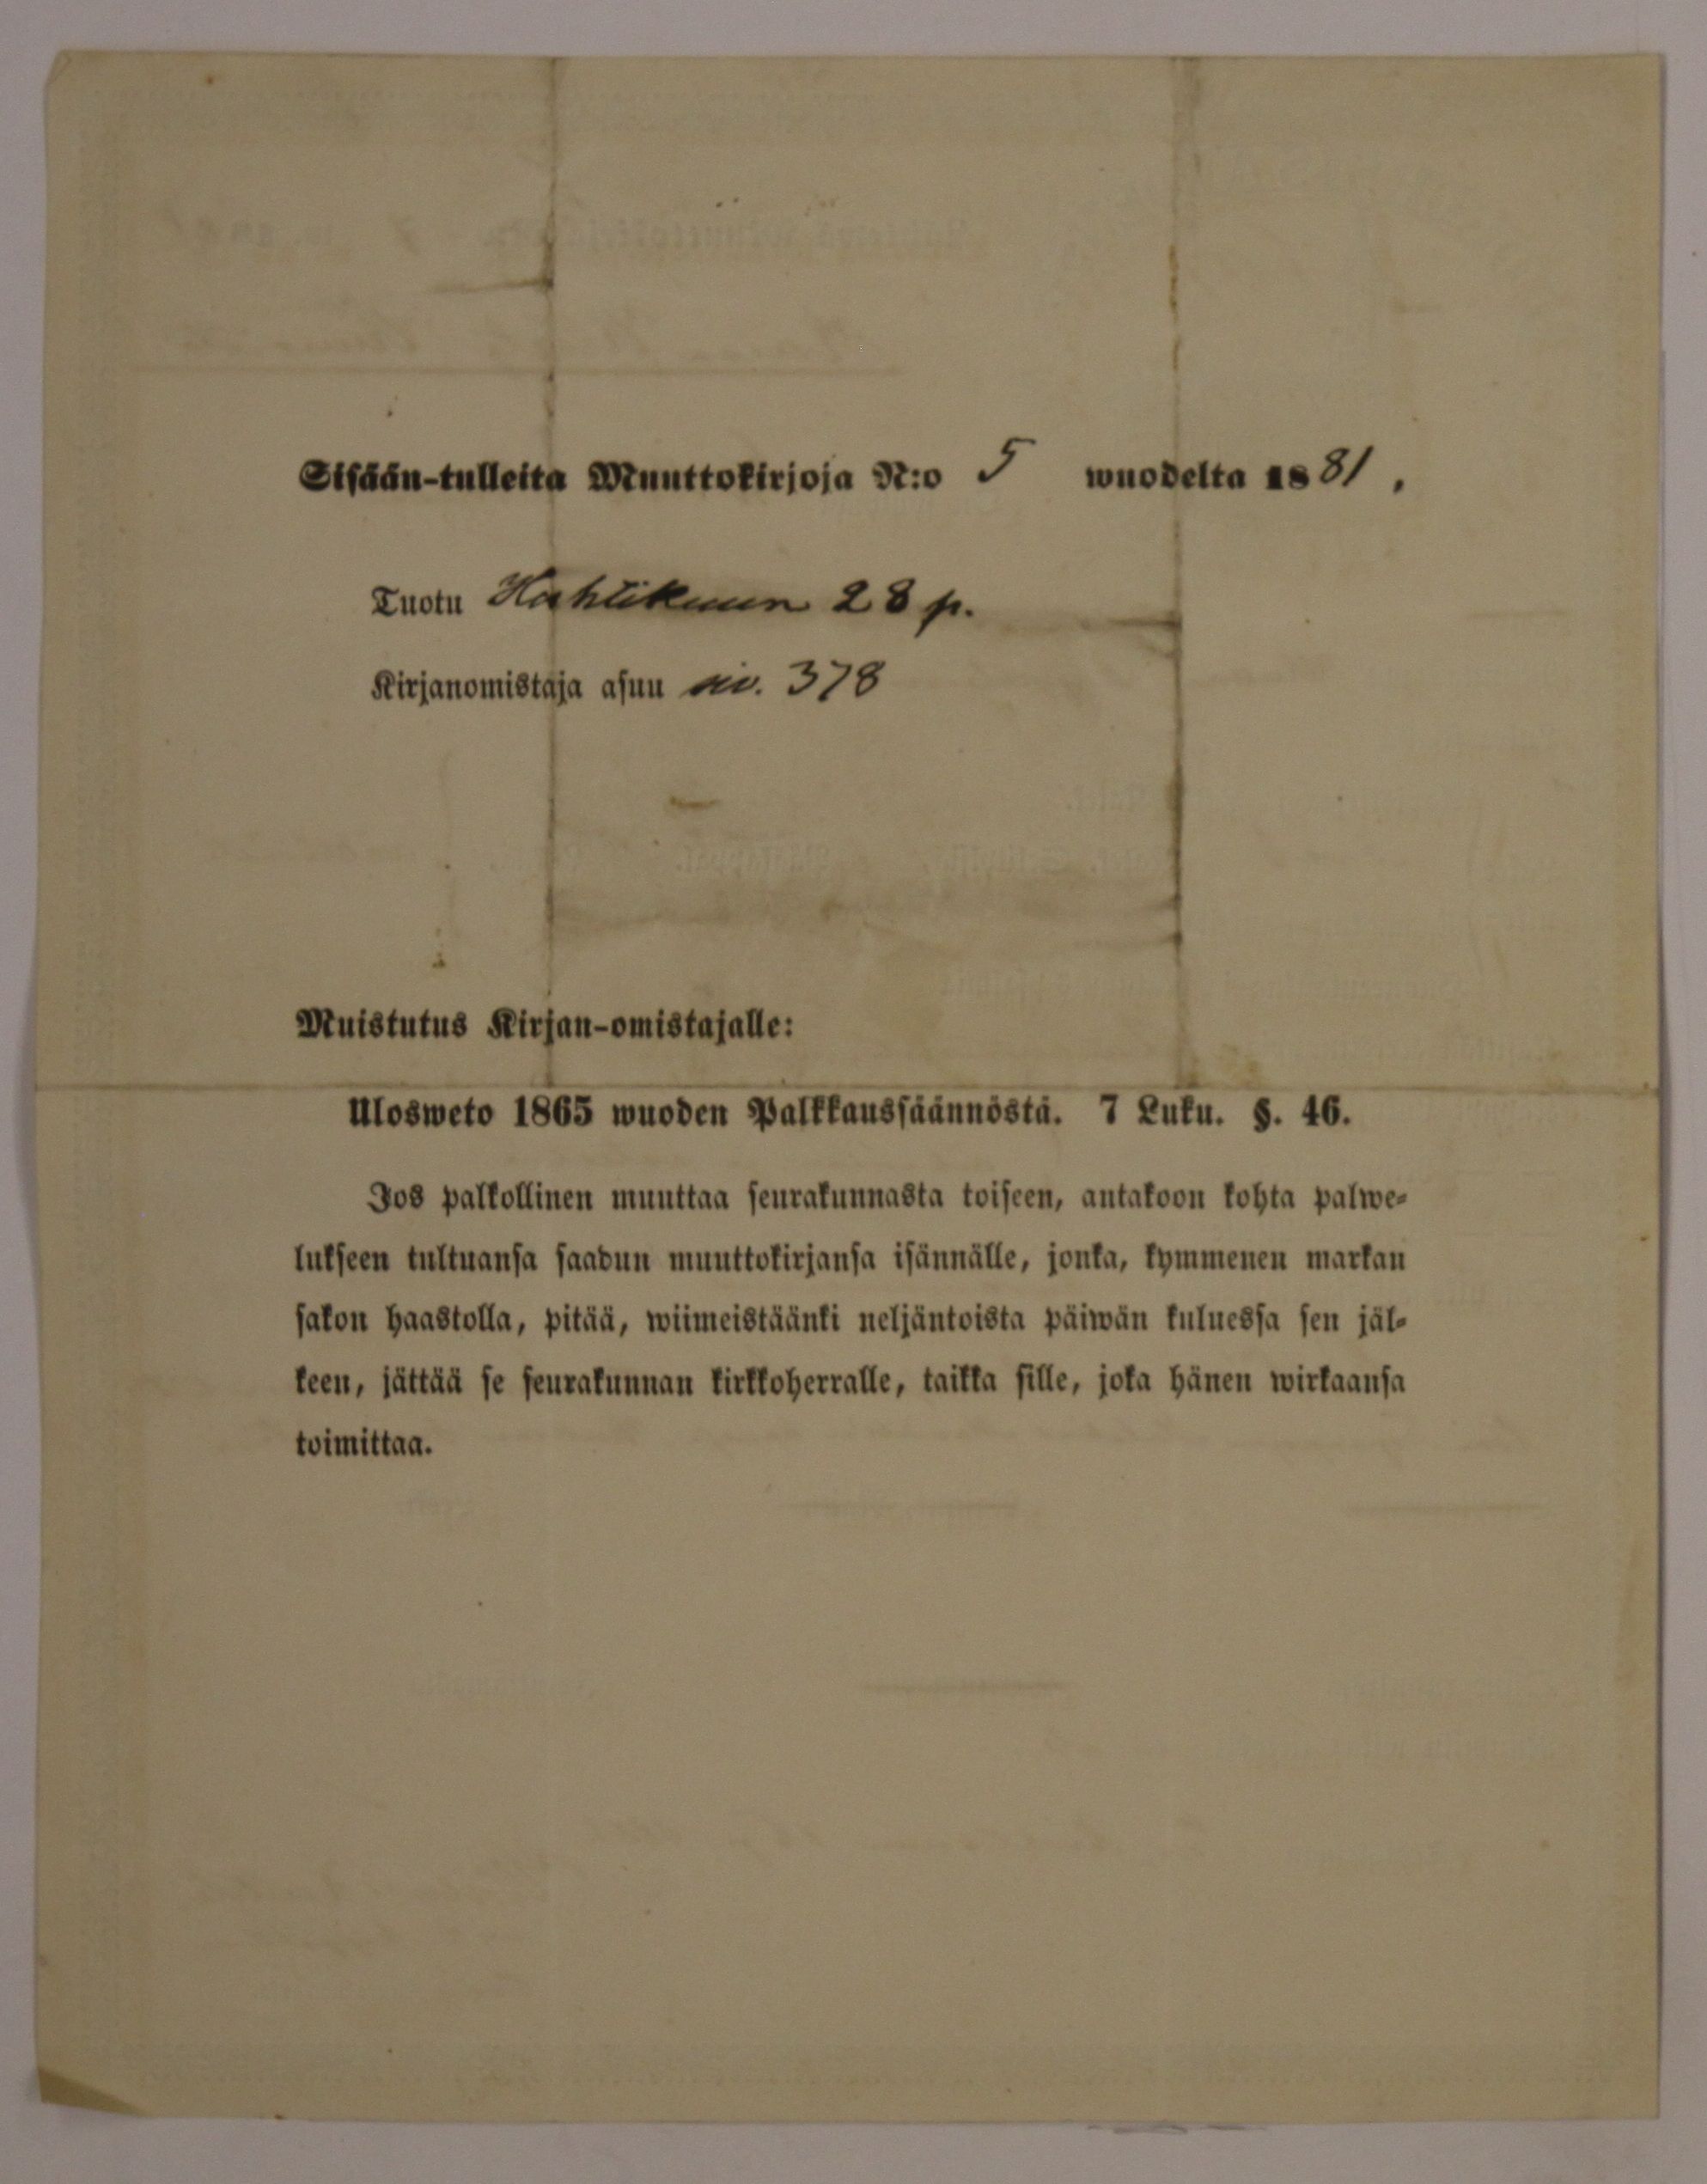 Sisään-tulleita Muuttokirjoja N:o 5 wuodelta 1881.
Tuotu Huhtikuun 28 p.
Kirjanomistaja asuu siv. 378
Muistutus Kirjan-omistajalle:
Ulosweto 1865 wuoden Palkkaussäännöstä. 7 Luku. §. 46.
Jos palkollinen muuttaa seurakunnasta toiseen, antakoon kohta palwe-
lukseen tultuansa saadun muuttokirjansa isännälle, jonka, kymmenen markan
sakon haastolla, pitää, wiimeistäänki neljäntoista päiwän kuluessa sen jäl-
keen, jättää se seurakunnan kirkkoherralle, taikka sille, joka hänen wirkaansa
toimittaa.